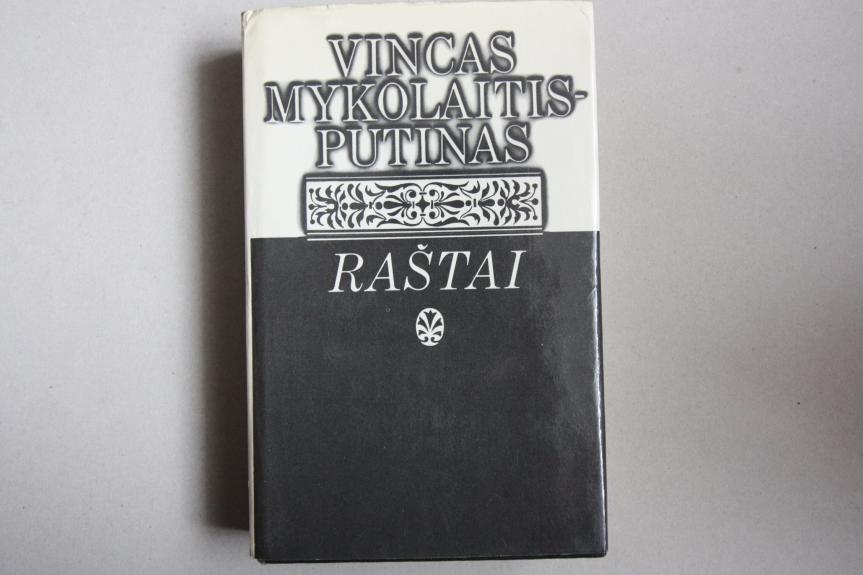 VINCAS
MYKOLAITIS-
PUTINAS
RAŠTAI